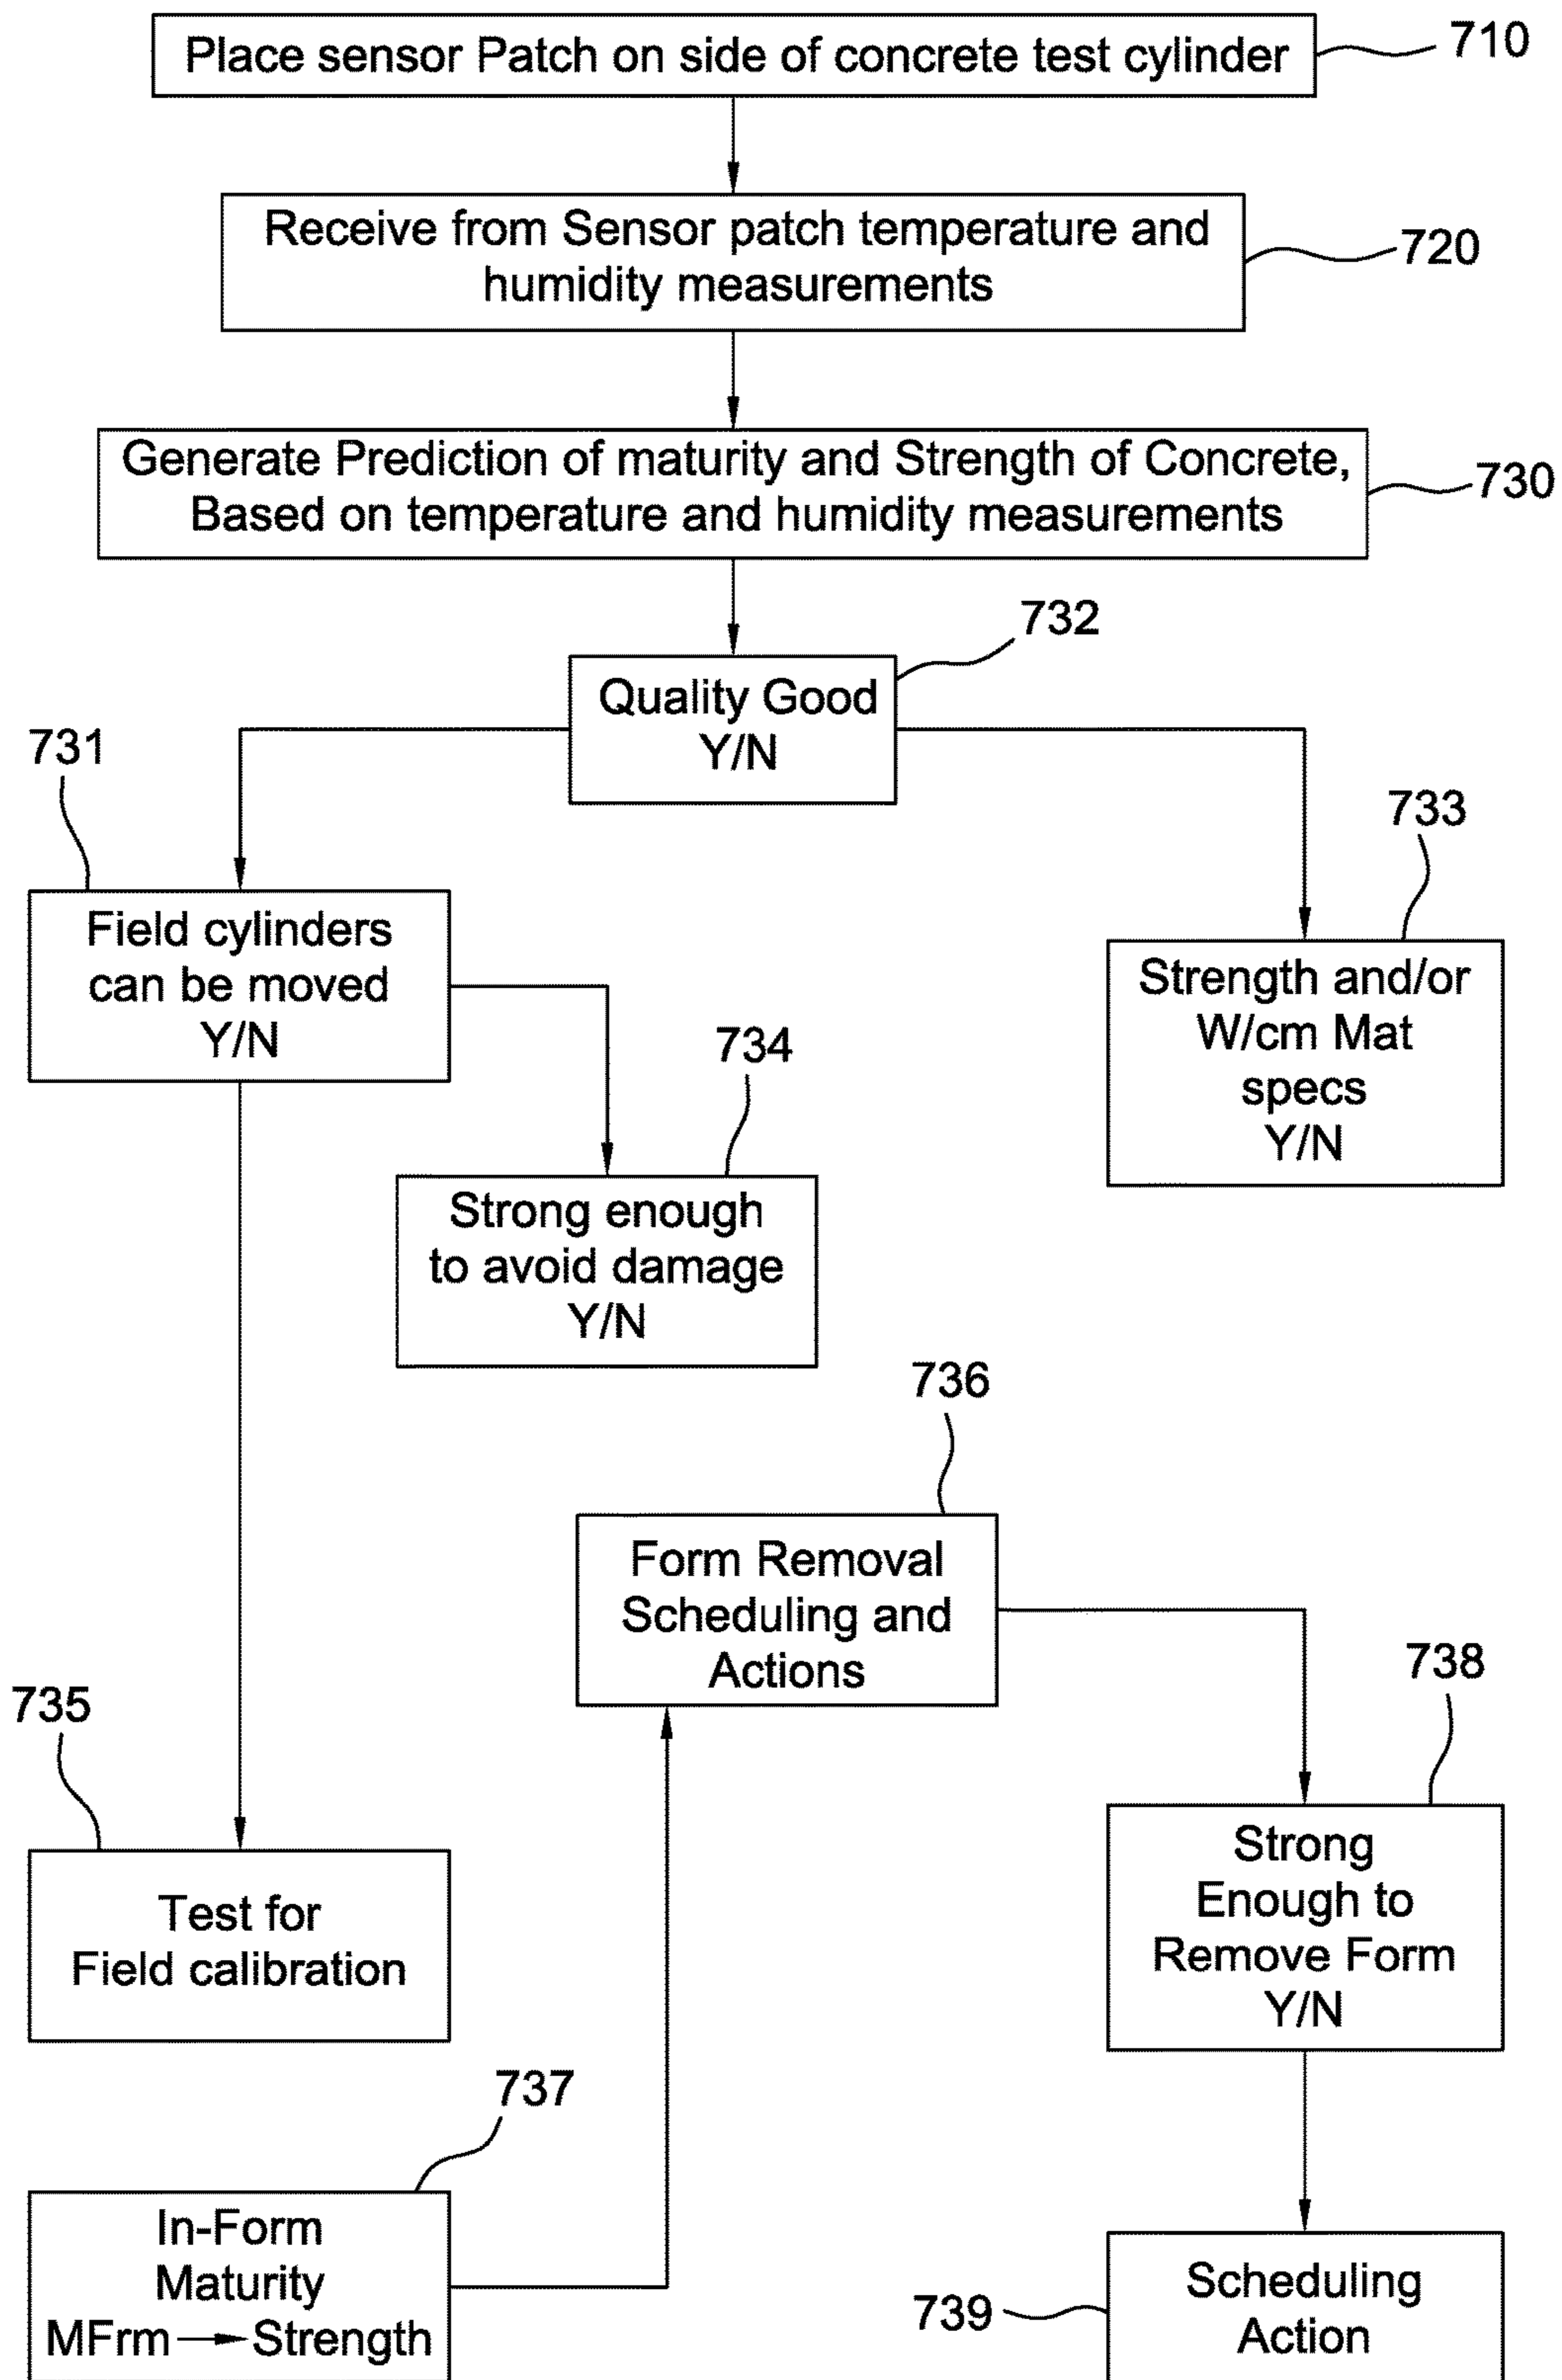 Place sensor Patch on side of concrete test cylinder
710
Receive from Sensor patch temperature and
humidity measurements
720
Generate Prediction of maturity and Strength of Concrete,
Based on temperature and humidity measurements
730
732
Quality Good
Y/N
731
Field cylinders
can be moved
Y/N
733
Strength and/or
W/cm Mat
specs
Y/N
734
Strong enough
to avoid damage
Y/N
736
Form Removal
Scheduling and
Actions
735
Test for
Field calibration
738
Strong
Enough to
Remove Form
Y/N
737
In-Form
Maturity
MFrm → Strength
739
Scheduling
Action